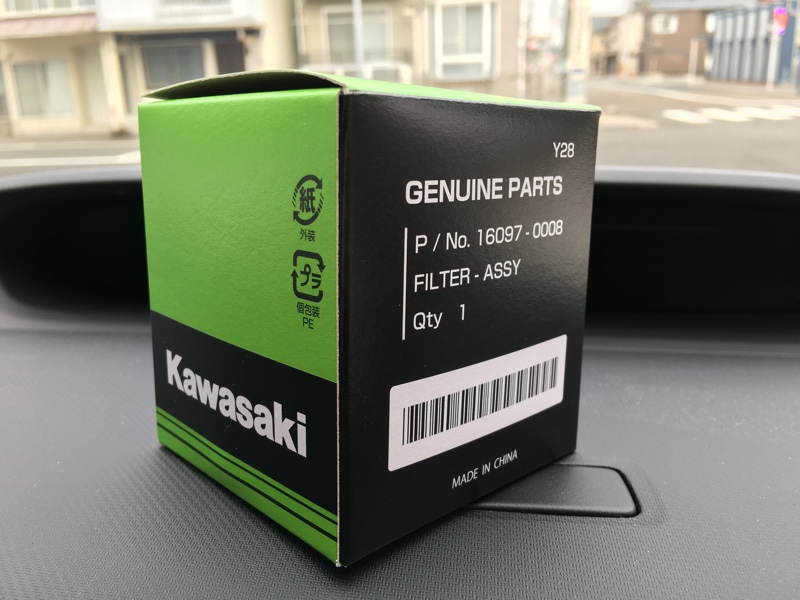 紙
外装
プラ
個包装
PE
Kawasaki
Y28
GENUINE PARTS
P / No. 16097 - 0008
FILTER - ASSY
Qty 1
MADE IN CHINA